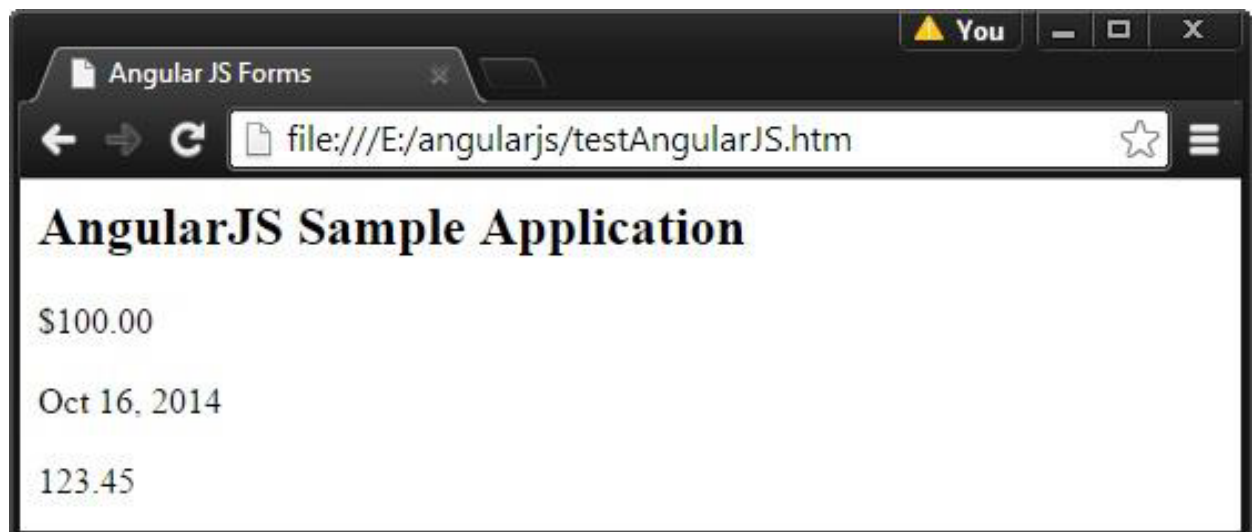 You
Angular JS Forms
file:///E:/angularjs/testAngularJS.htm
AngularJS Sample Application
$100.00
Oct 16, 2014
123.45